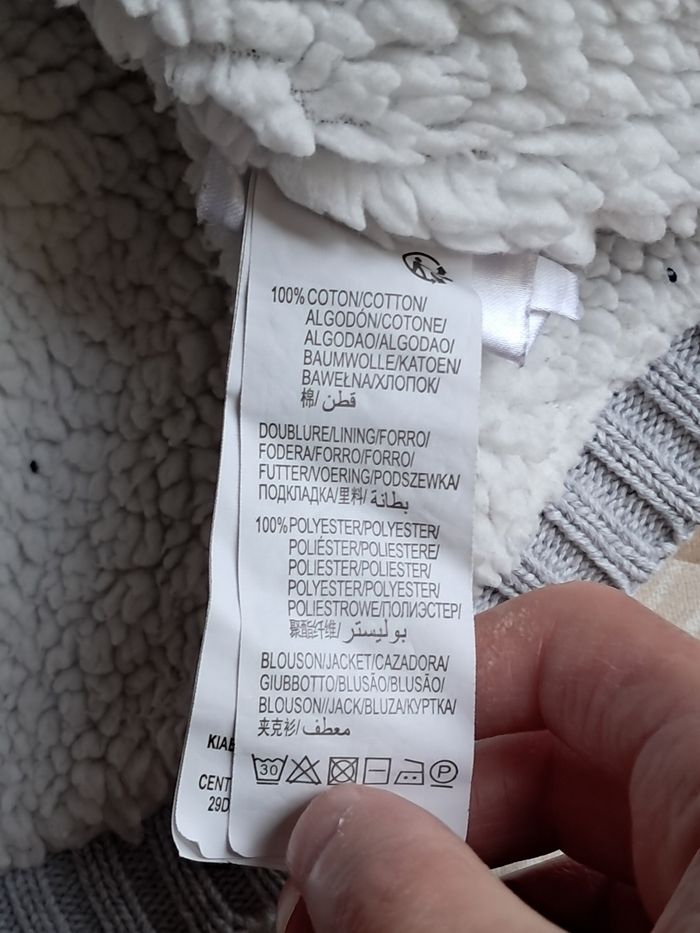 100% COTON/COTTON/
ALGODÓN/COTONE/
ALGODAO/ALGODAO/
BAUMWOLLE/KATOEN/
BAWEŁNA/ХЛОПОК/
棉/ قطن
DOUBLURE/LINING/FORRO/
FODERA/FORRO/FORRO/
FUTTER/VOERING/PODSZEWKA/
ПОДКЛАДКА/里料/ بطانة
100% POLYESTER/POLYESTER/
POLIÉSTER/POLIESTERE/
POLIESTER/POLIESTER/
POLYESTER/POLYESTER/
POLIESTROWE/ПОЛИЭСТЕР/
聚酯纤维/ بوليستر
BLOUSON/JACKET/CAZADORA/
GIUBBOTTO/BLUSÃO/BLUSÃO/
BLOUSON//JACK/BLUZA/КУРТКА/
夹克衫/ معطف
30 P
KIAB
CENT
29D